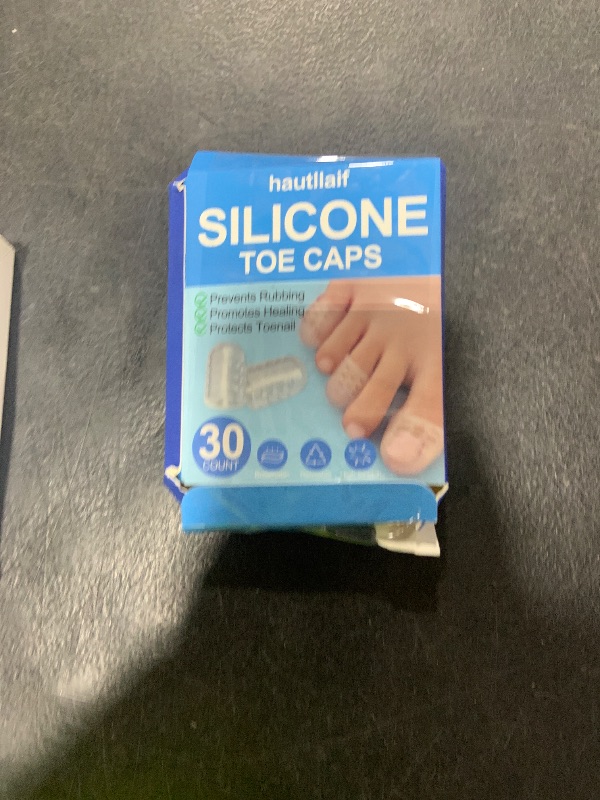 hautllaif
SILICONE
TOE CAPS
Prevents Rubbing
Promotes Healing
Protects Toenail
30
COUNT